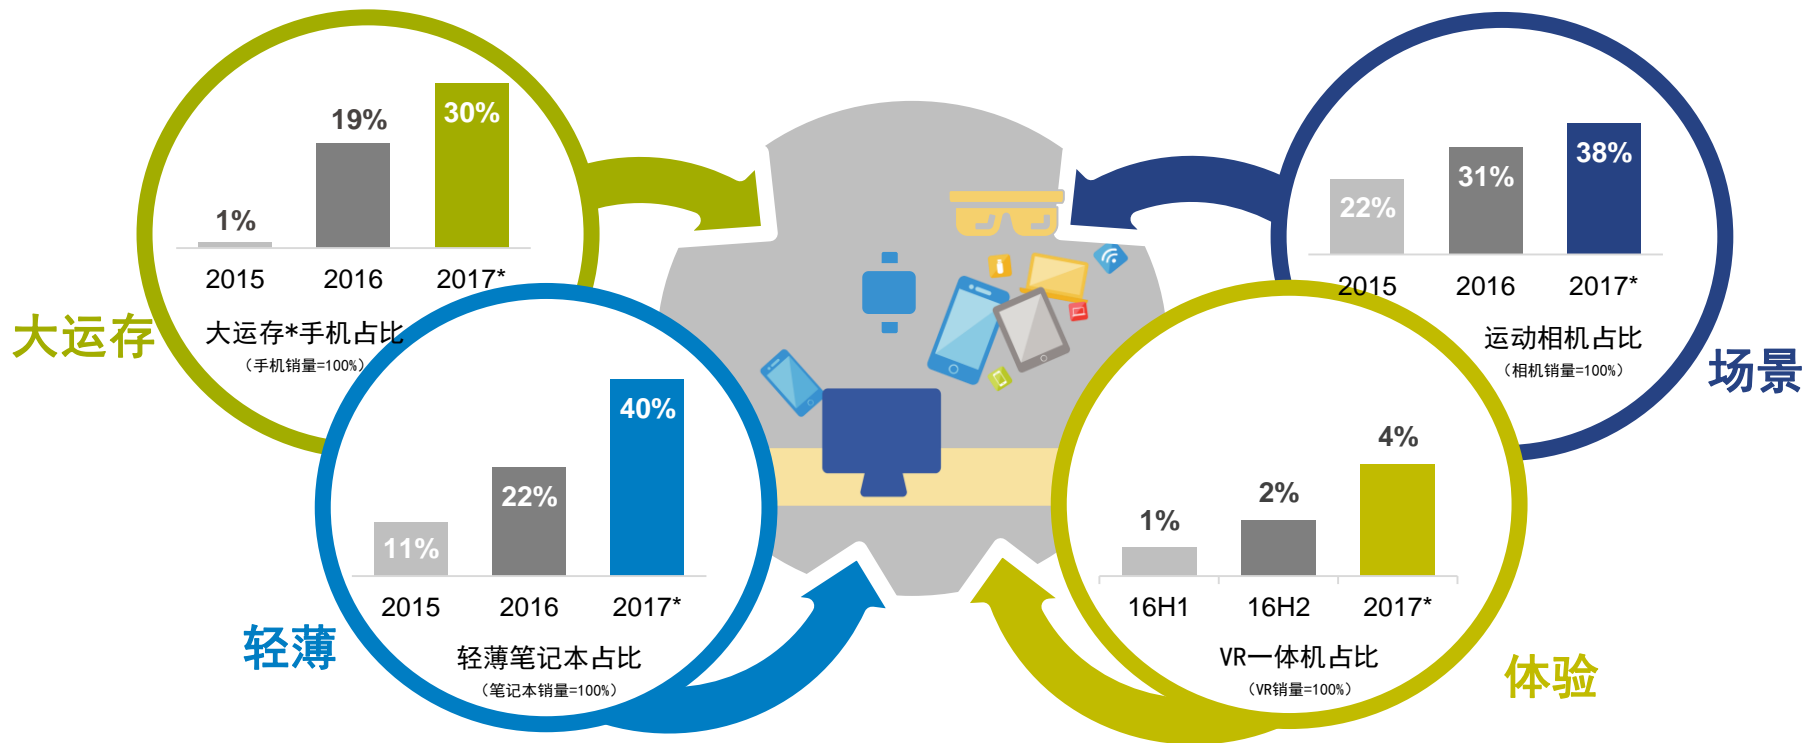 大运存
1%
19%
30%
2015
2016
2017*
大运存*手机占比
（手机销量=100%）
场景
22%
31%
38%
2015
2016
2017*
运动相机占比
（相机销量=100%）
轻薄
11%
22%
40%
2015
2016
2017*
轻薄笔记本占比
（笔记本销量=100%）
体验
1%
2%
4%
16H1
16H2
2017*
VR一体机占比
（VR销量=100%）